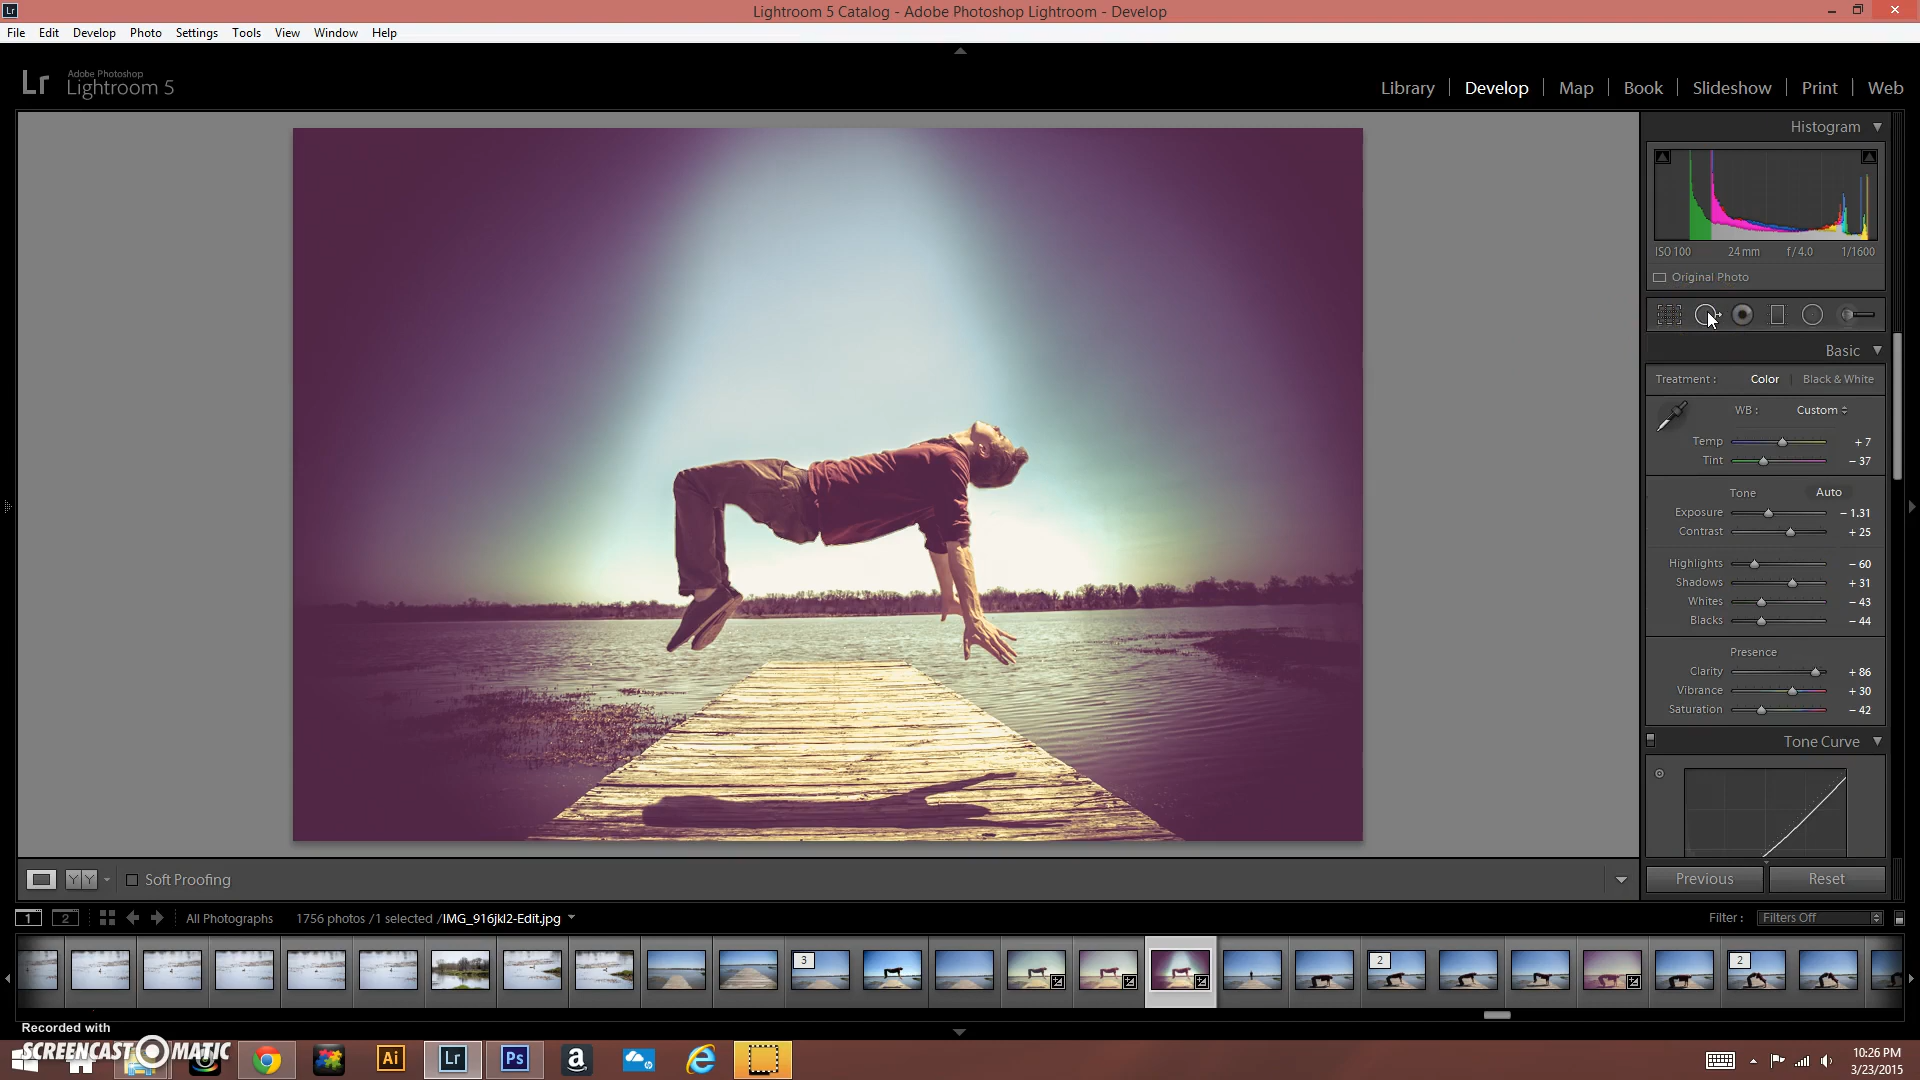 Lr
Lightroom 5 Catalog - Adobe Photoshop Lightroom - Develop
File Edit Develop Photo Settings Tools View Window Help
Lr
Adobe Photoshop
Lightroom 5
Library Develop Map Book Slideshow Print Web
Histogram
ISO 100 24 mm f / 4.0 1/1600
Original Photo
Basic
Treatment : Color Black & White
WB : Custom
Temp + 7
Tint - 37
Tone Auto
Exposure - 1.31
Contrast + 25
Highlights - 60
Shadows + 31
Whites - 43
Blacks - 44
Presence
Clarity + 86
Vibrance + 30
Saturation - 42
Tone Curve
Y Y
Soft Proofing
Previous Reset
1 2 All Photographs 1756 photos /1 selected /IMG_916jkl2-Edit.jpg
Filter : Filters Off
3 2 2
Recorded with
SCREENCAST MATIC
Ai Lr Ps a
10:26 PM
3/23/2015